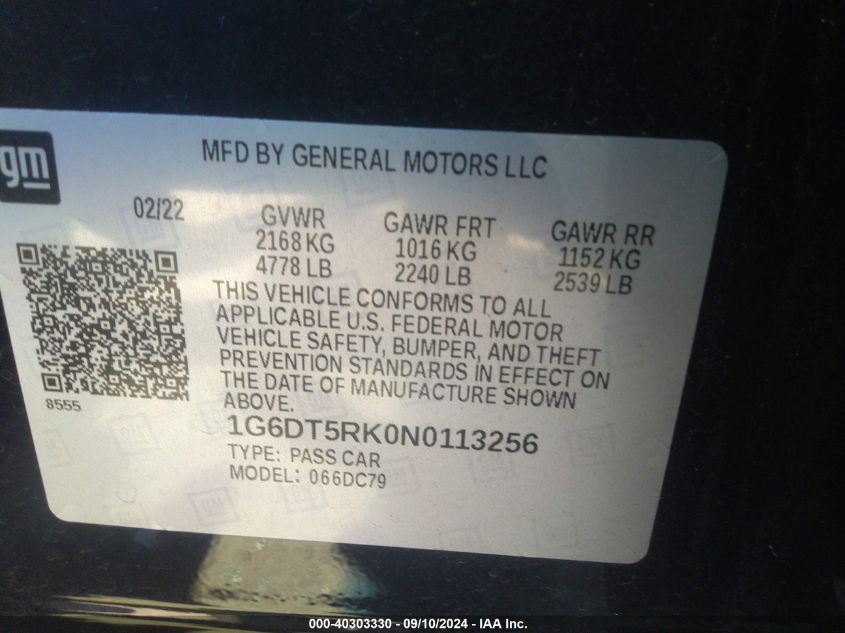 gm
MFD BY GENERAL MOTORS LLC
02/22
GVWR GAWR FRT GAWR RR
2168 KG 1016 KG 1152 KG
4778 LB 2240 LB 2539 LB
THIS VEHICLE CONFORMS TO ALL
APPLICABLE U.S. FEDERAL MOTOR
VEHICLE SAFETY, BUMPER, AND THEFT
PREVENTION STANDARDS IN EFFECT ON
THE DATE OF MANUFACTURE SHOWN
ABOVE.
8555
1G6DT5RK0N0113256
TYPE: PASS CAR
MODEL: 066DC79
000-40303330 - 09/10/2024 - IAA Inc.